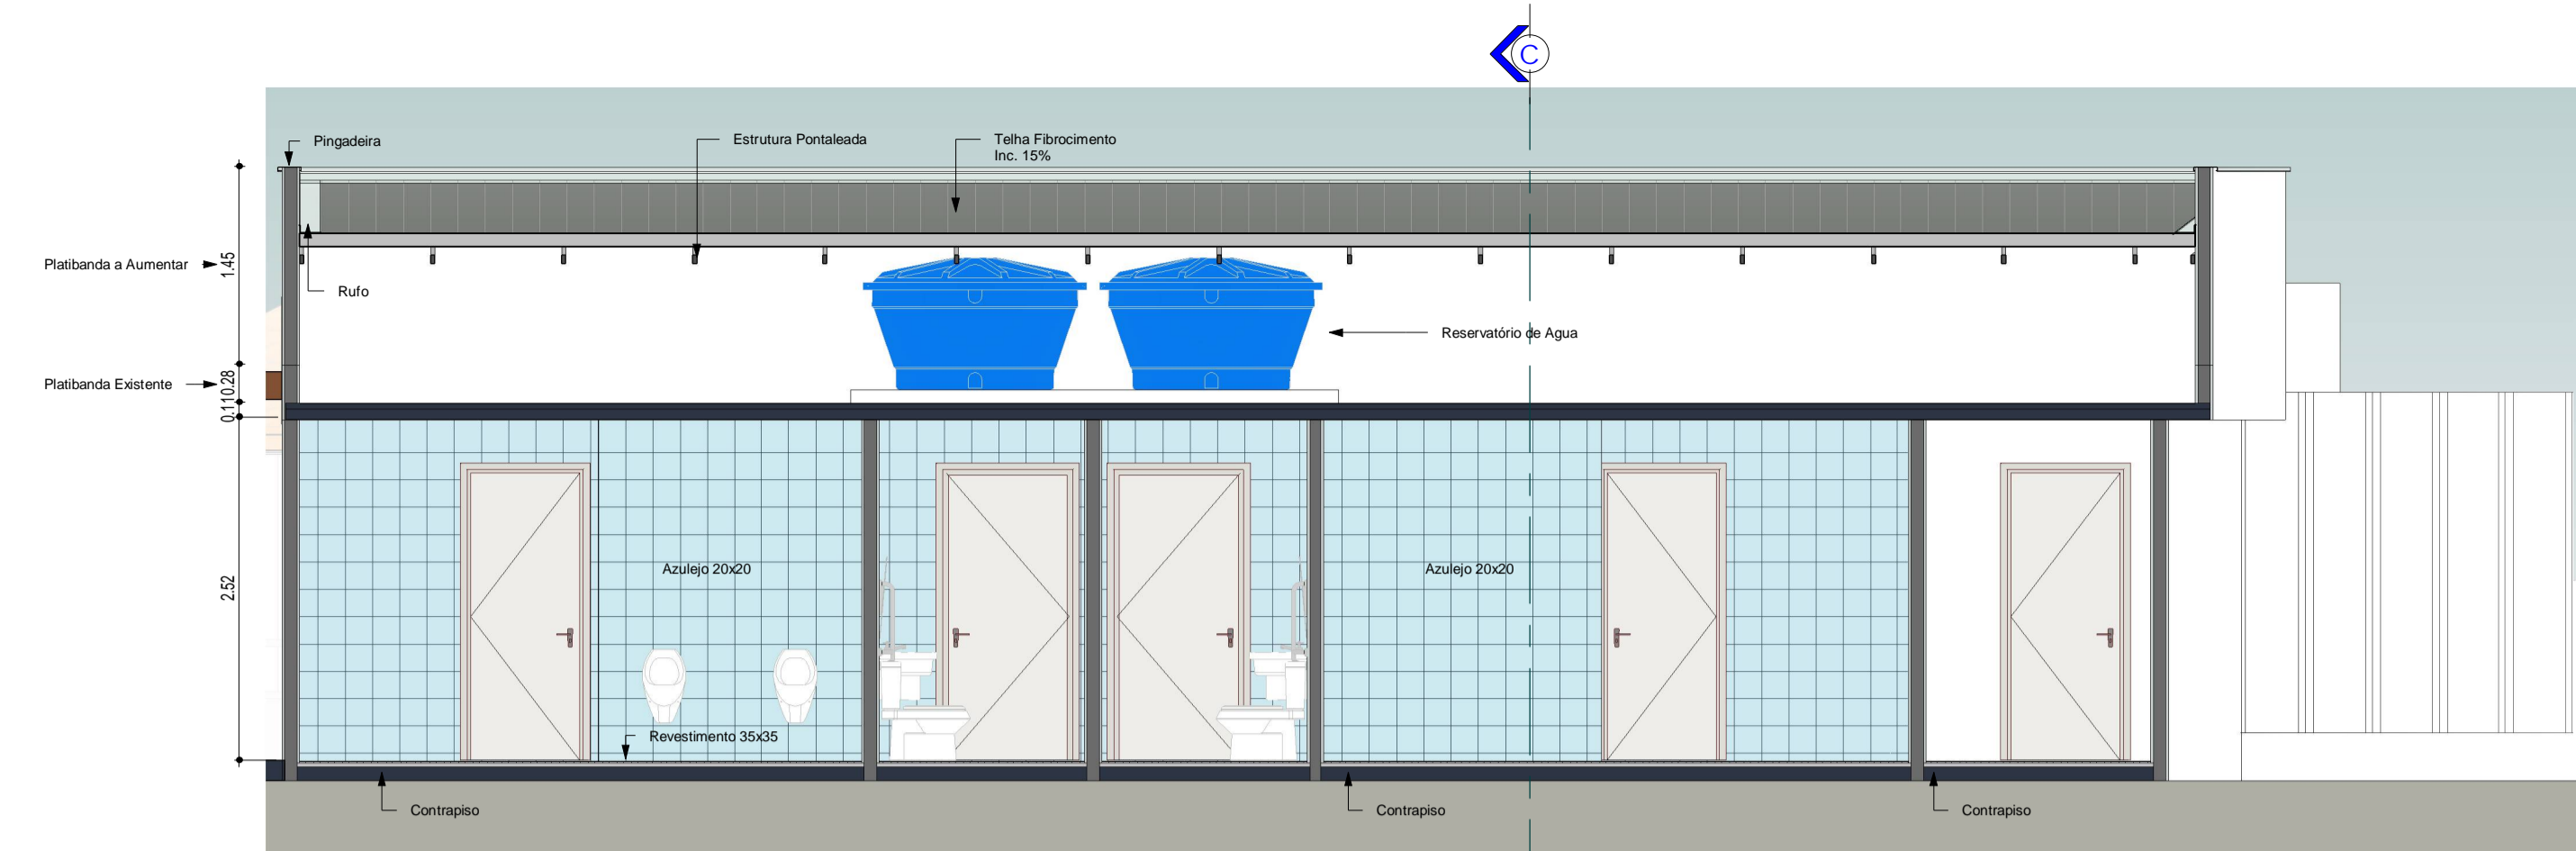 C
Pingadeira
Estrutura Pontaleada
Telha Fibrocimento
Inc. 15%
Platibanda a Aumentar
1.45
Rufo
Reservatório de Agua
Platibanda Existente
0.28
0.11
Azulejo 20x20
Azulejo 20x20
2.52
Revestimento 35x35
Contrapiso
Contrapiso
Contrapiso